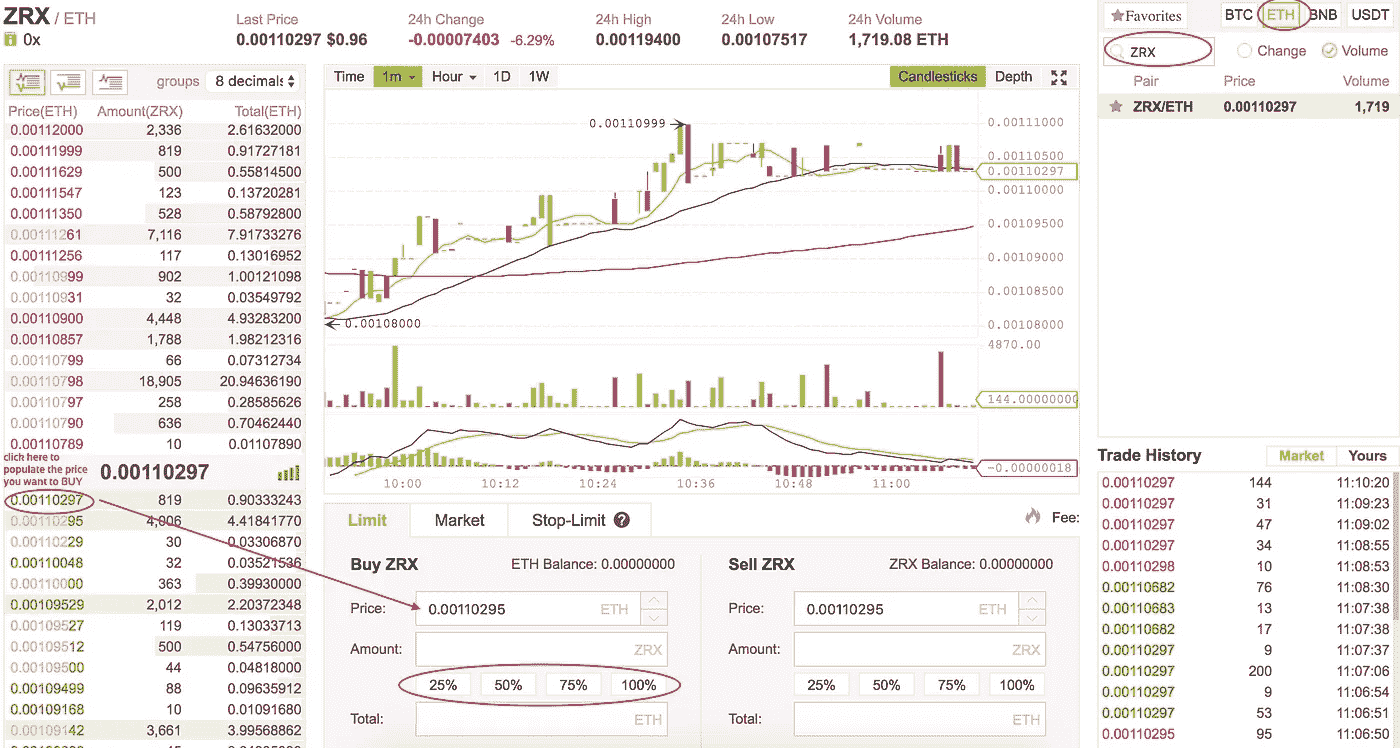 ZRX / ETH
0x
Last Price
0.00110297 $0.96
24h Change
-0.00007403 -6.29%
24h High
0.00119400
24h Low
0.00107517
24h Volume
1,719.08 ETH
Favorites
BTC ETH BNB USDT
ZRX
Change Volume
Pair Price Volume
ZRX/ETH 0.00110297 1,719
groups 8 decimals
Price(ETH) Amount(ZRX) Total(ETH)
0.00112000 2,336 2.61632000
0.00111999 819 0.91727181
0.00111629 500 0.55814500
0.00111547 123 0.13720281
0.00111350 528 0.58792800
0.00111261 7,116 7.91733276
0.00111256 117 0.13016952
0.00110999 902 1.00121098
0.00110931 32 0.03549792
0.00110900 4,448 4.93283200
0.00110857 1,788 1.98212316
0.00110799 66 0.07312734
0.00110798 18,905 20.94636190
0.00110797 258 0.28585626
0.00110790 636 0.70462440
0.00110789 10 0.01107890
click here to
populate the price
you want to BUY
0.00110297
0.00110297 819 0.90333243
0.00110295 4,006 4.41841770
0.00110229 30 0.03306870
0.00110048 32 0.03521536
0.00110000 363 0.39930000
0.00109529 2,012 2.20372348
0.00109527 119 0.13033713
0.00109512 500 0.54756000
0.00109500 44 0.04818000
0.00109499 88 0.09635912
0.00109168 10 0.01091680
0.00109142 3,661 3.99568862
Time 1m Hour 1D 1W
Candlesticks Depth
0.00110999
0.00108000
0.00111000
0.00110500
0.00110297
0.00110000
0.00109500
0.00109000
0.00108500
0.00108000
4870.00
144.00000000
-0.00000018
10:00 10:12 10:24 10:36 10:48 11:00
Limit Market Stop-Limit ?
Fee:
Buy ZRX ETH Balance: 0.00000000
Price: 0.00110295 ETH
Amount: ZRX
25% 50% 75% 100%
Total: ETH
Sell ZRX ZRX Balance: 0.00000000
Price: 0.00110295 ETH
Amount: ZRX
25% 50% 75% 100%
Total: ETH
Trade History Market Yours
0.00110297 144 11:10:20
0.00110297 31 11:09:23
0.00110297 47 11:09:02
0.00110297 34 11:08:55
0.00110298 10 11:08:53
0.00110682 76 11:08:30
0.00110683 13 11:07:38
0.00110682 17 11:07:38
0.00110297 9 11:07:37
0.00110297 200 11:07:06
0.00110297 9 11:06:54
0.00110297 53 11:06:51
0.00110295 95 11:06:50